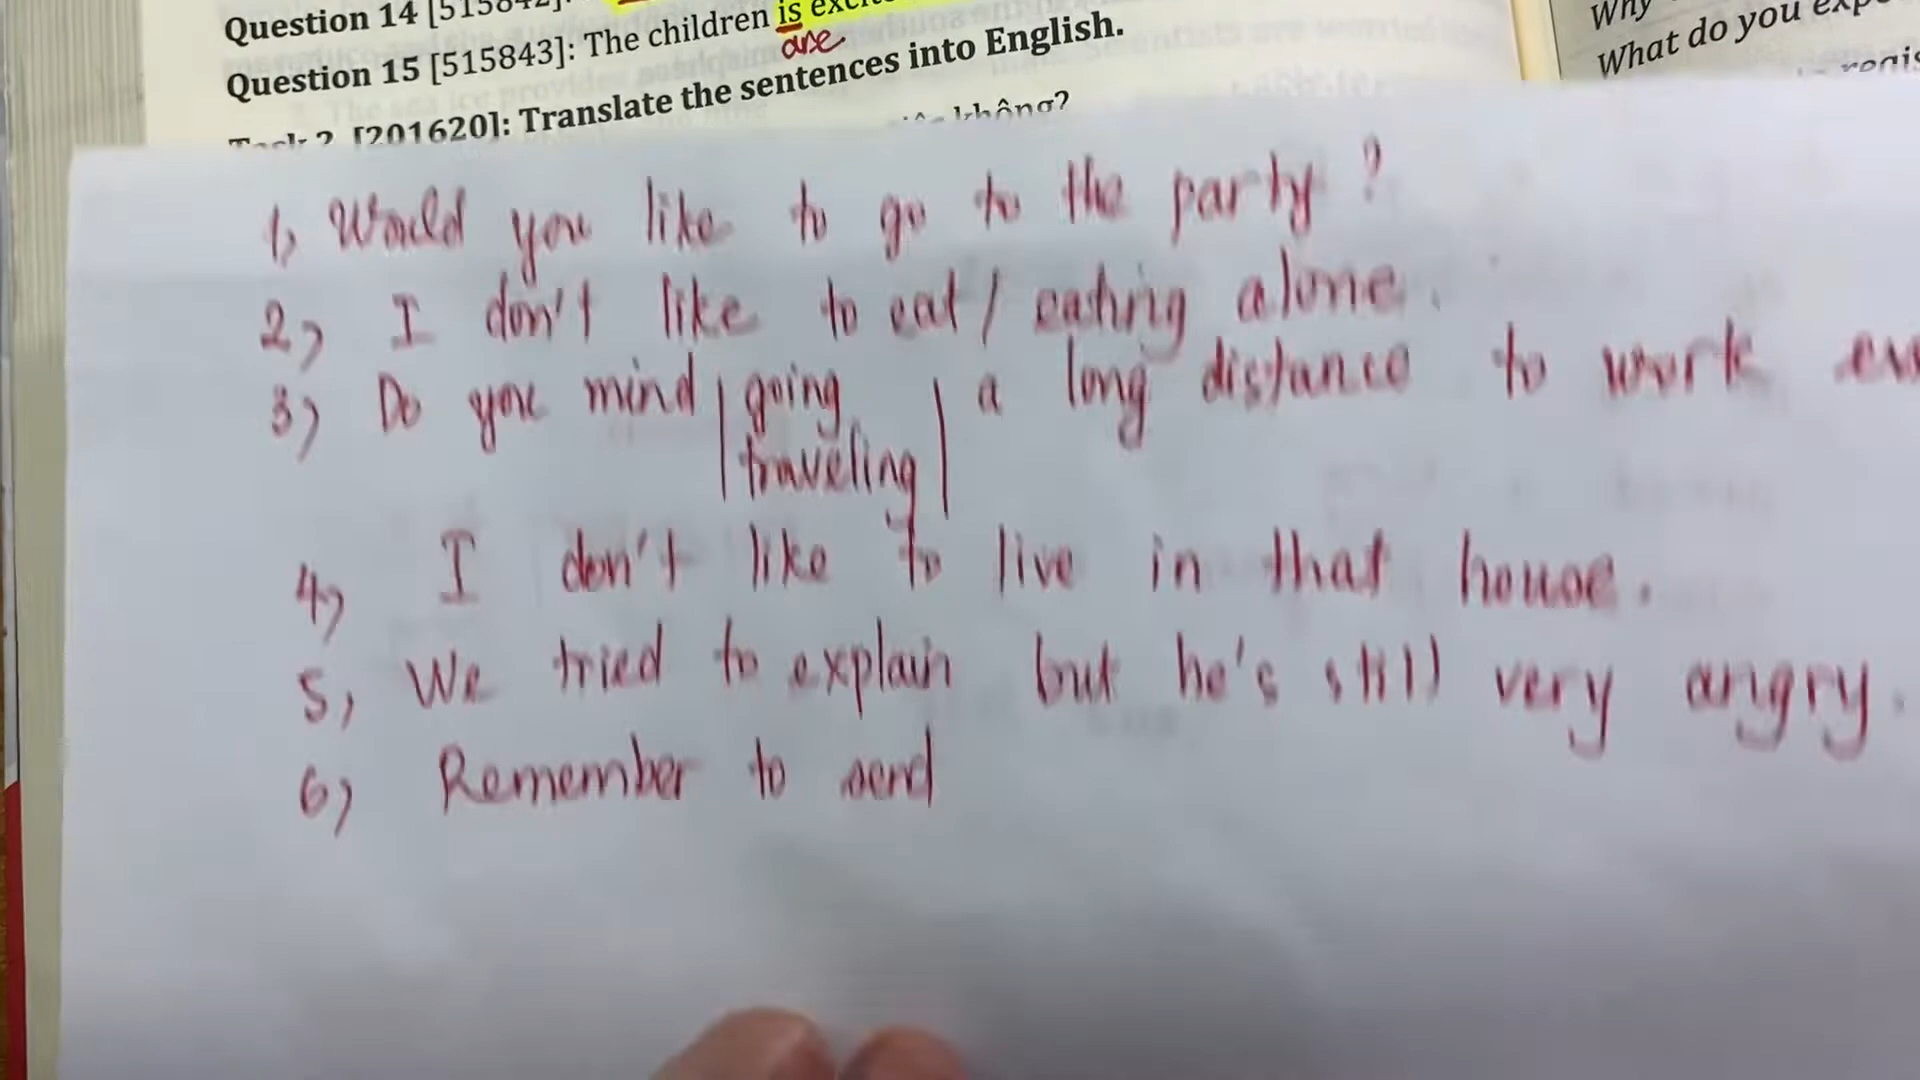 Question 14
Why
Question 15 [515843]: The children is
are
What do you
[201620]: Translate the sentences into English.
không?
1, Would you like to go to the party?
2, I don't like to eat / eating alone.
3, Do you mind | going | a long distance to work
| traveling |
4, I don't like to live in that house.
5, We tried to explain but he's still very angry.
6, Remember to send